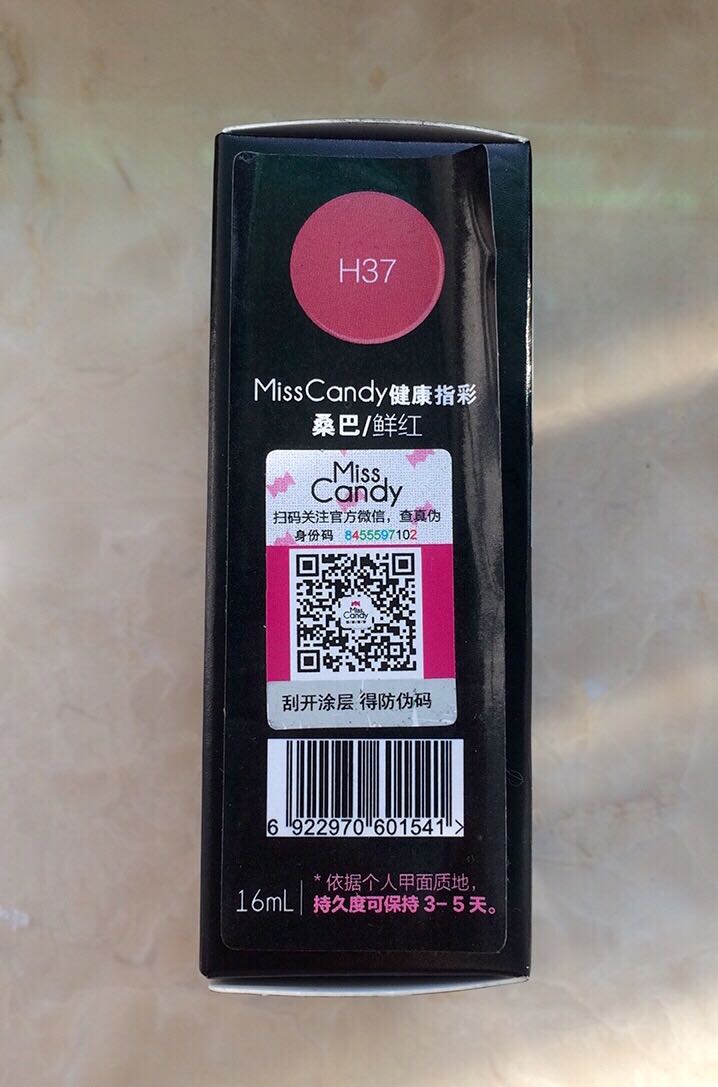 H37
MissCandy健康指彩
桑巴/鲜红
Miss
Candy
扫码关注官方微信，查真伪
身份码 8455597102
Miss
Candy
刮开涂层 得防伪码
6 922970 601541 >
16mL
*依据个人甲面质地，
持久度可保持 3-5 天。